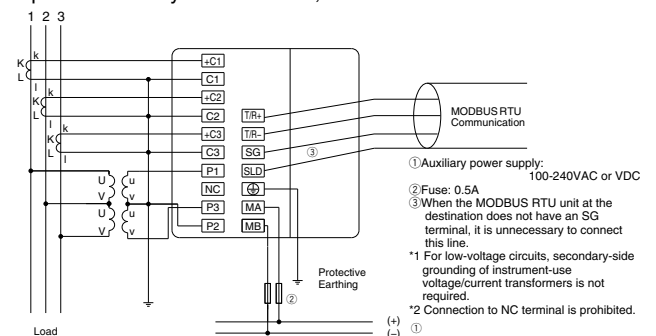 1 2 3
k
K
L
l
k
K
L
l
k
K
L
l
U u
V v
U u
V v
+C1
C1
+C2
C2
+C3
C3
P1
NC
P3
P2
T/R+
T/R−
SG
SLD
MA
MB
③
②
MODBUS RTU
Communication
①Auxiliary power supply:
100-240VAC or VDC
②Fuse: 0.5A
③When the MODBUS RTU unit at the
destination does not have an SG
terminal, it is unnecessary to connect
this line.
*1 For low-voltage circuits, secondary-side
grounding of instrument-use
voltage/current transformers is not
required.
*2 Connection to NC terminal is prohibited.
Protective
Earthing
(+)
(−) ①
Load